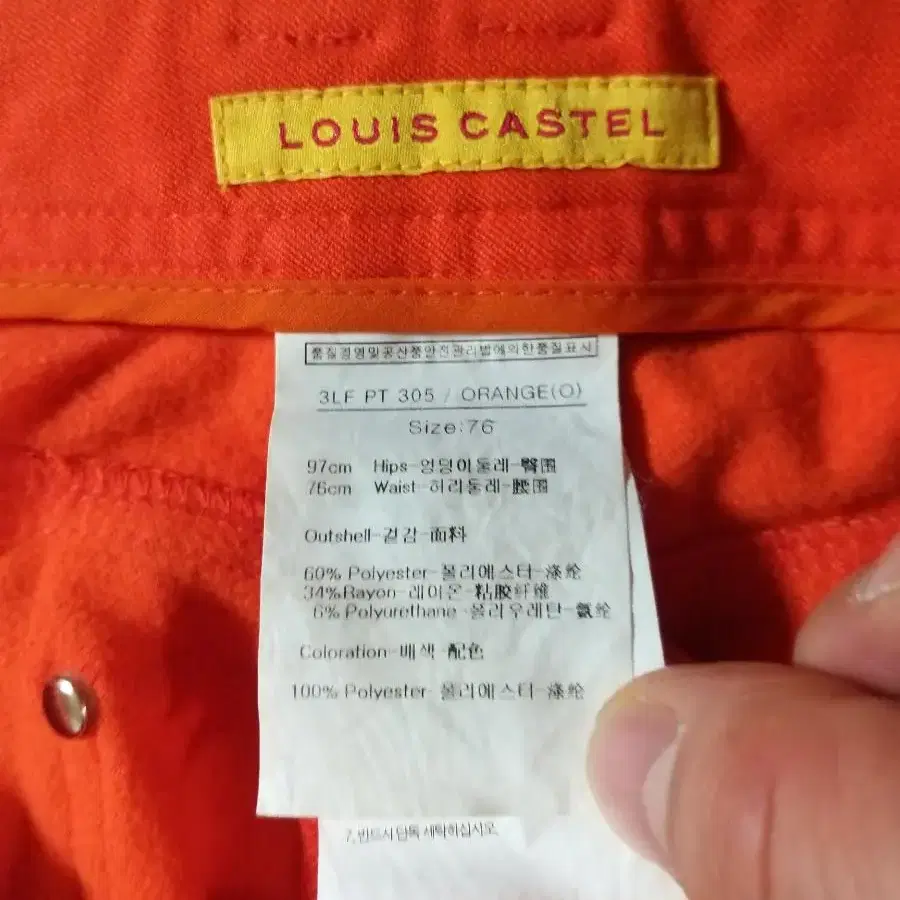 LOUIS CASTEL
품질경영및공산품안전관리법에의한품질표시
3LF PT 305 / ORANGE(O)
Size:76
97cm Hips-엉덩이둘레-臀围
76cm Waist-허리둘레-腰围
Outshell-겉감-面料
60% Polyester-폴리에스터-涤纶
34%Rayon-레이온-粘胶纤维
6% Polyurethane-폴리우레탄-氨纶
Coloration-배색-配色
100% Polyester-폴리에스터-涤纶
7. 반드시 단독 세탁하십시오.